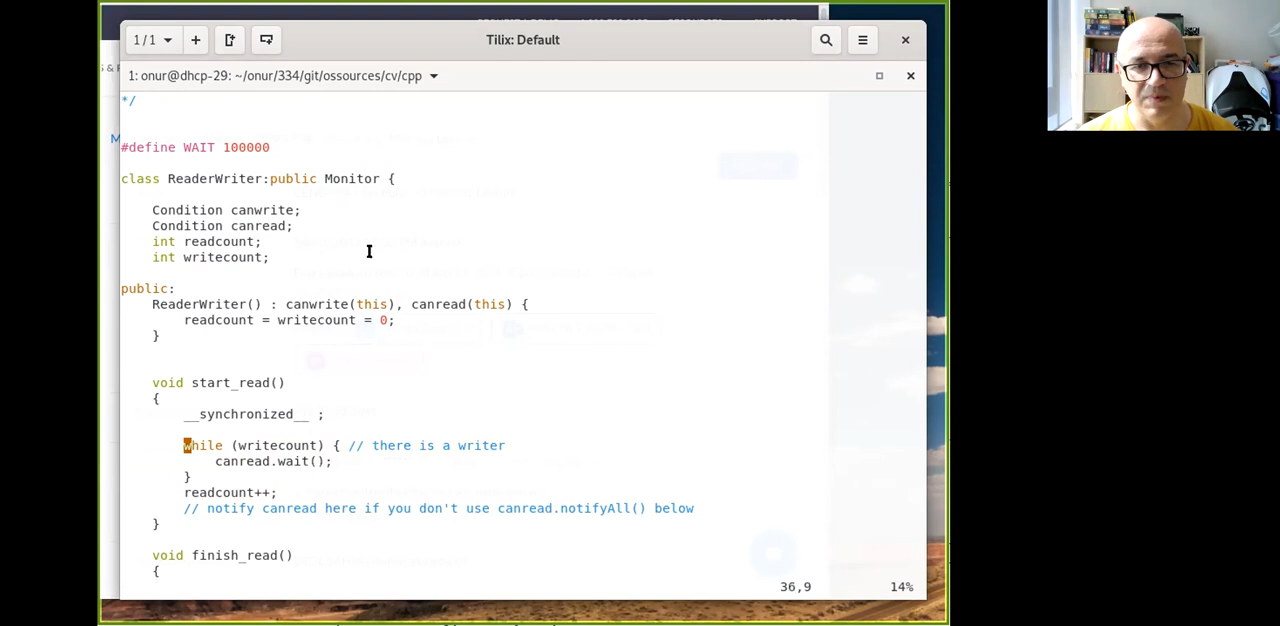 1 / 1
Tilix: Default
1: onur@dhcp-29: ~/onur/334/git/ossources/cv/cpp
*/
#define WAIT 100000
class ReaderWriter:public Monitor {
Condition canwrite;
Condition canread;
int readcount;
int writecount;
public:
ReaderWriter() : canwrite(this), canread(this) {
readcount = writecount = 0;
}
void start_read()
{
__synchronized__ ;
while (writecount) { // there is a writer
canread.wait();
}
readcount++;
// notify canread here if you don't use canread.notifyAll() below
}
void finish_read()
{
36,9 14%